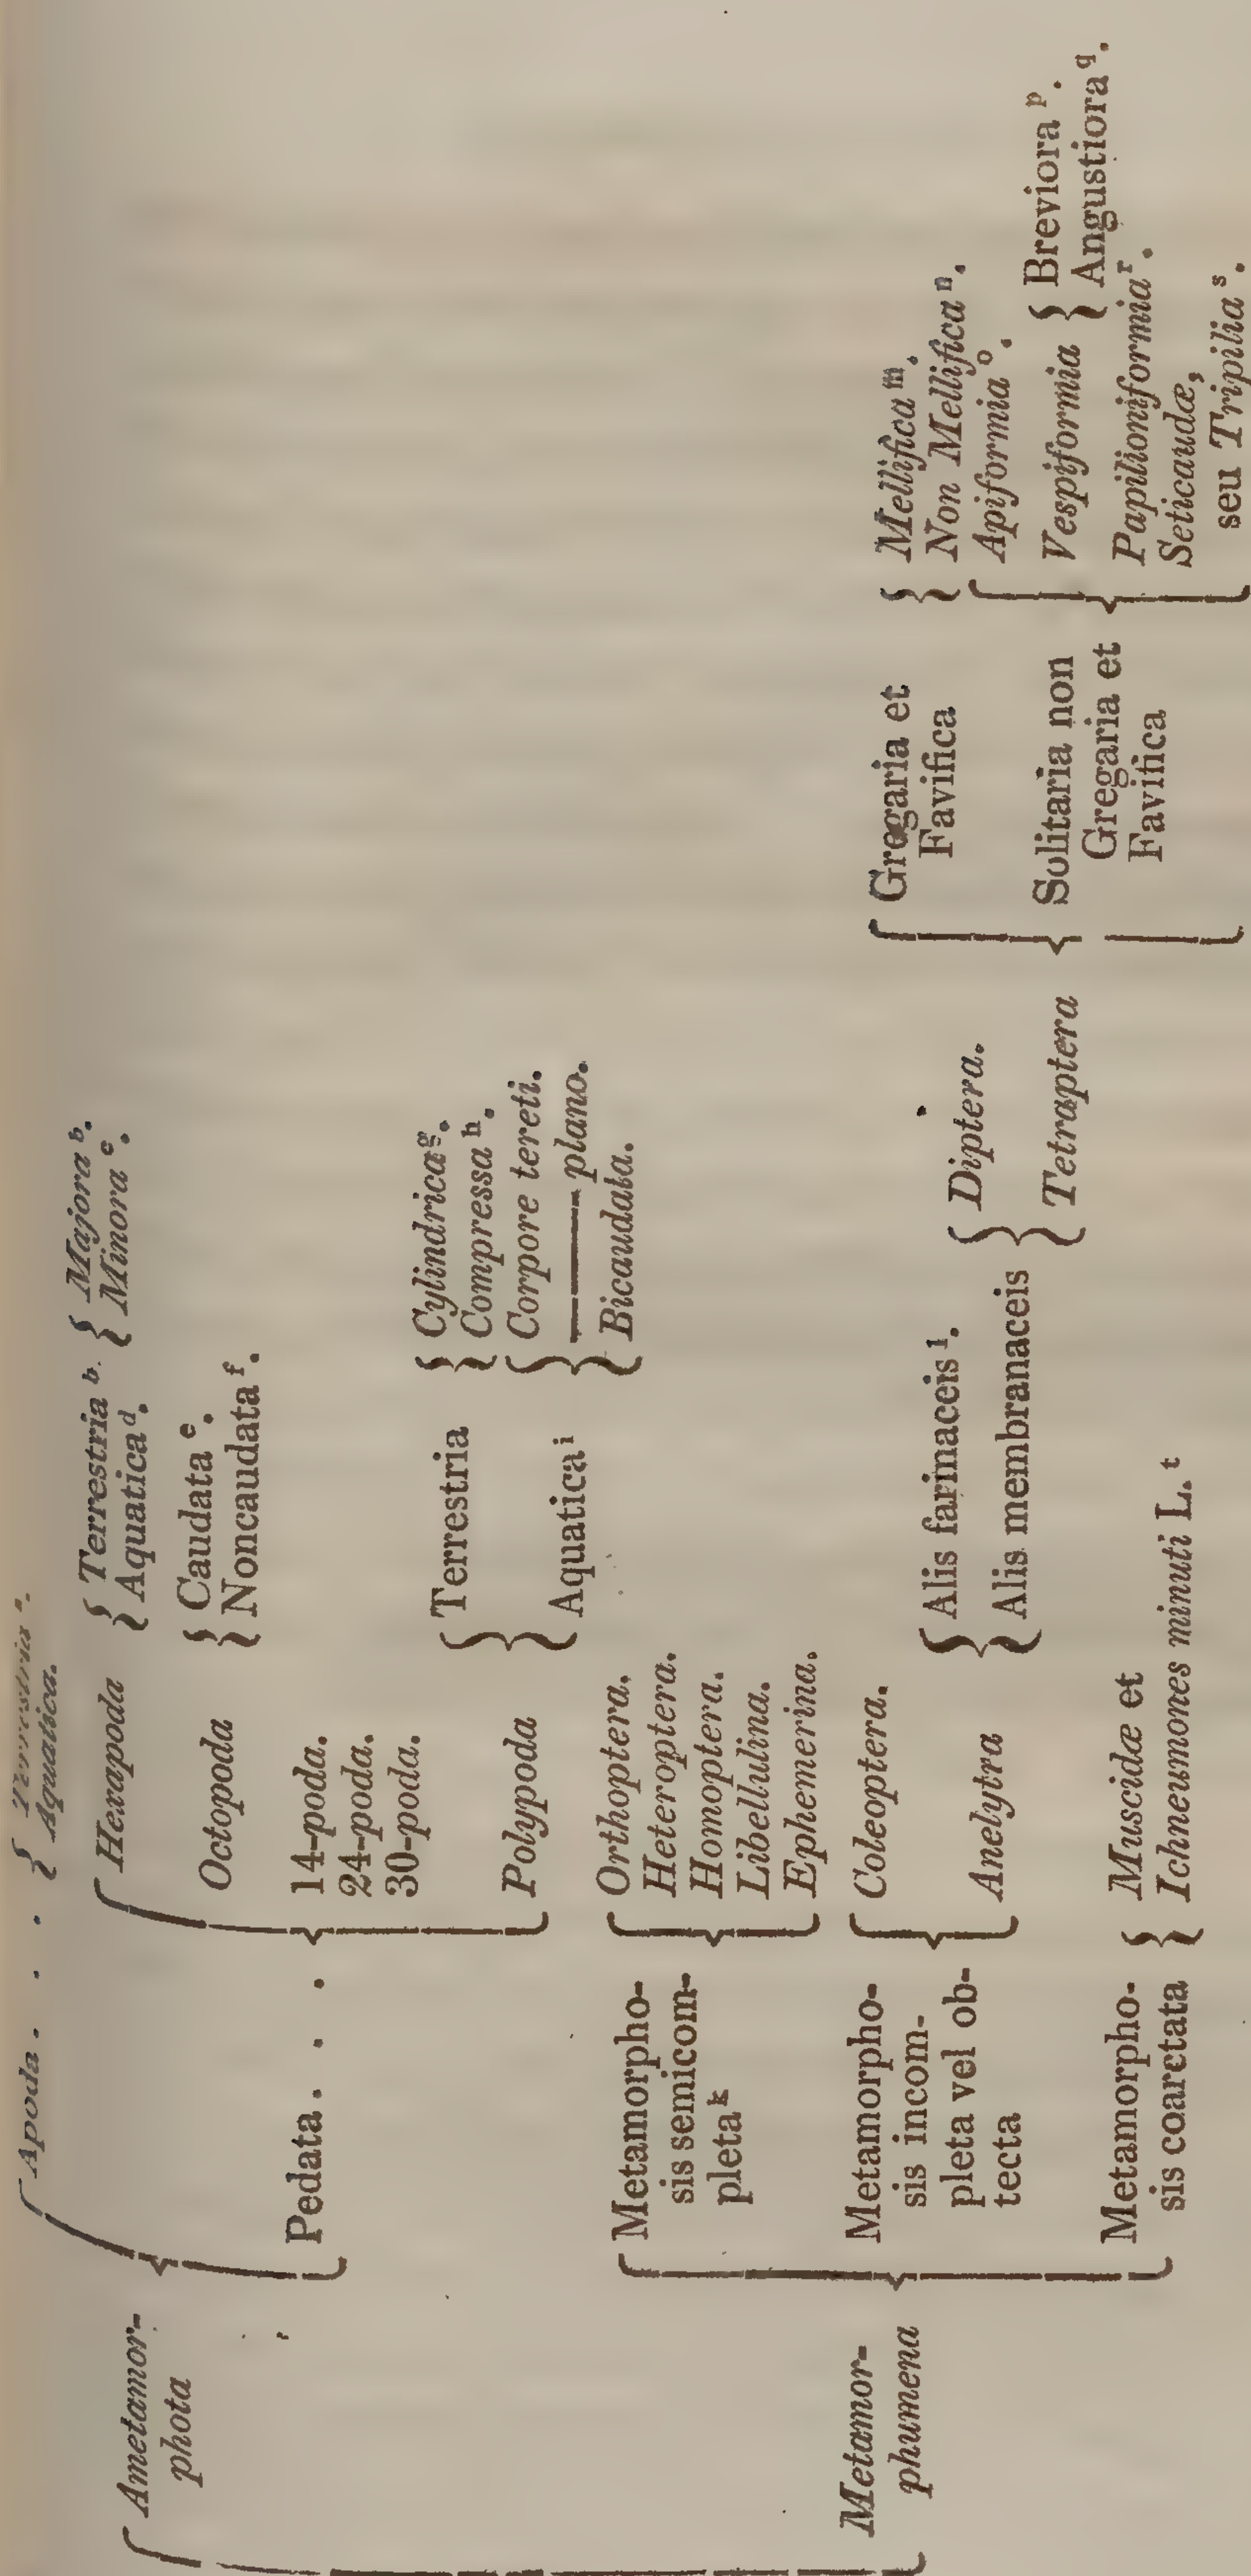 Ametamor-
phota
Apoda . . .
Terrestria a.
Aquatica.
Pedata . . .
Hexapoda
Terrestria b.
Majora b.
Minora c.
Aquatica d.
Octopoda
Caudata e.
Noncaudata f.
14-poda.
24-poda.
30-poda.
Polypoda
Terrestria
Cylindrica g.
Compressa h.
Aquatica i
Corpore tereti.
——— plano.
Bicaudata.
Metamor-
phumena
Metamorpho-
sis semicom-
pleta k
Orthoptera.
Heteroptera.
Homoptera.
Libellulina.
Ephemerina.
Metamorpho-
sis incom-
pleta vel ob-
tecta
Coleoptera.
Anelytra
Alis farinaceis l.
Alis membranaceis
Diptera.
Tetraptera
Gregaria et
Favifica
Mellifica m.
Non Mellifica n.
Solitaria non
Gregaria et
Favifica
Apiformia o.
Vespiformia
Breviora p.
Angustiora q.
Papilioniformia r.
Seticaudæ,
seu Tripilia s.
Metamorpho-
sis coarctata
Muscidæ et
Ichneumones minuti L. t